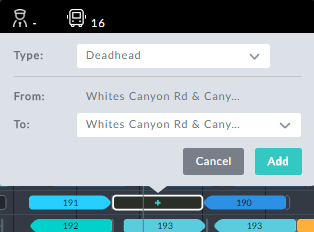 - 16
Type: Deadhead
From: Whites Canyon Rd & Cany...
To: Whites Canyon Rd & Cany...
Cancel Add
191 + 190
192 193 193